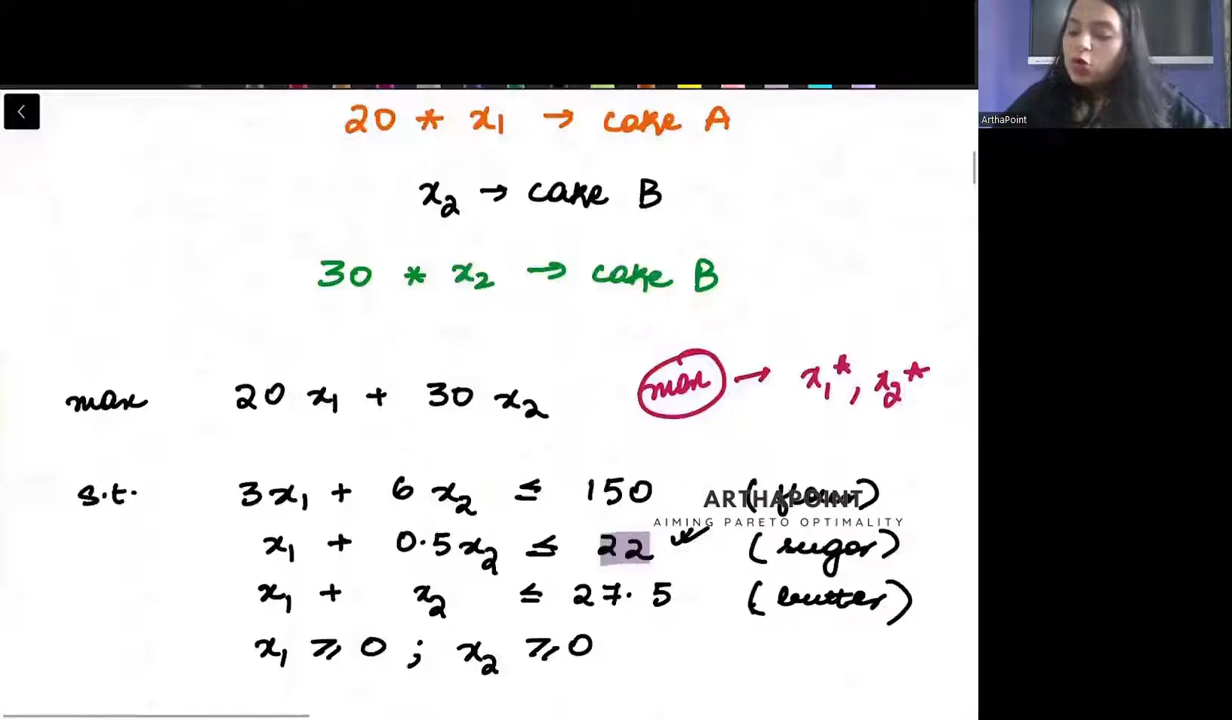 20 * x₁ → cake A
x₂ → cake B
30 * x₂ → cake B
max 20 x₁ + 30 x₂
max → x₁*, x₂*
s.t. 3x₁ + 6 x₂ ≤ 150 (flour)
x₁ + 0.5x₂ ≤ 22 ✓ (sugar)
x₁ + x₂ ≤ 27.5 (butter)
x₁ ≥ 0 ; x₂ ≥ 0
ARTHAPOINT
AIMING PARETO OPTIMALITY
ArthaPoint